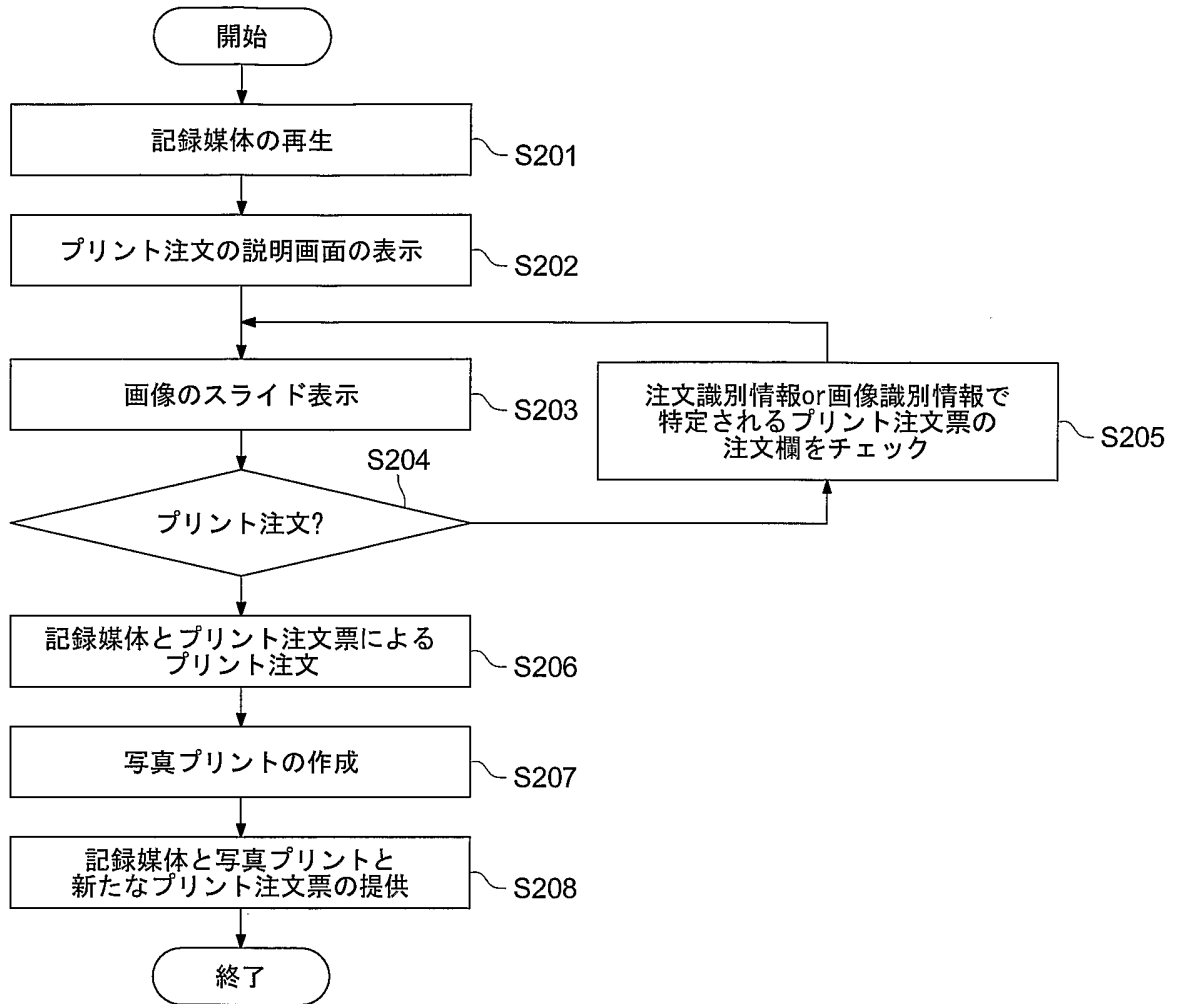 開始
記録媒体の再生
S201
プリント注文の説明画面の表示
S202
画像のスライド表示
S203
注文識別情報or画像識別情報で
特定されるプリント注文票の
注文欄をチェック
S205
S204
プリント注文?
記録媒体とプリント注文票による
プリント注文
S206
写真プリントの作成
S207
記録媒体と写真プリントと
新たなプリント注文票の提供
S208
終了